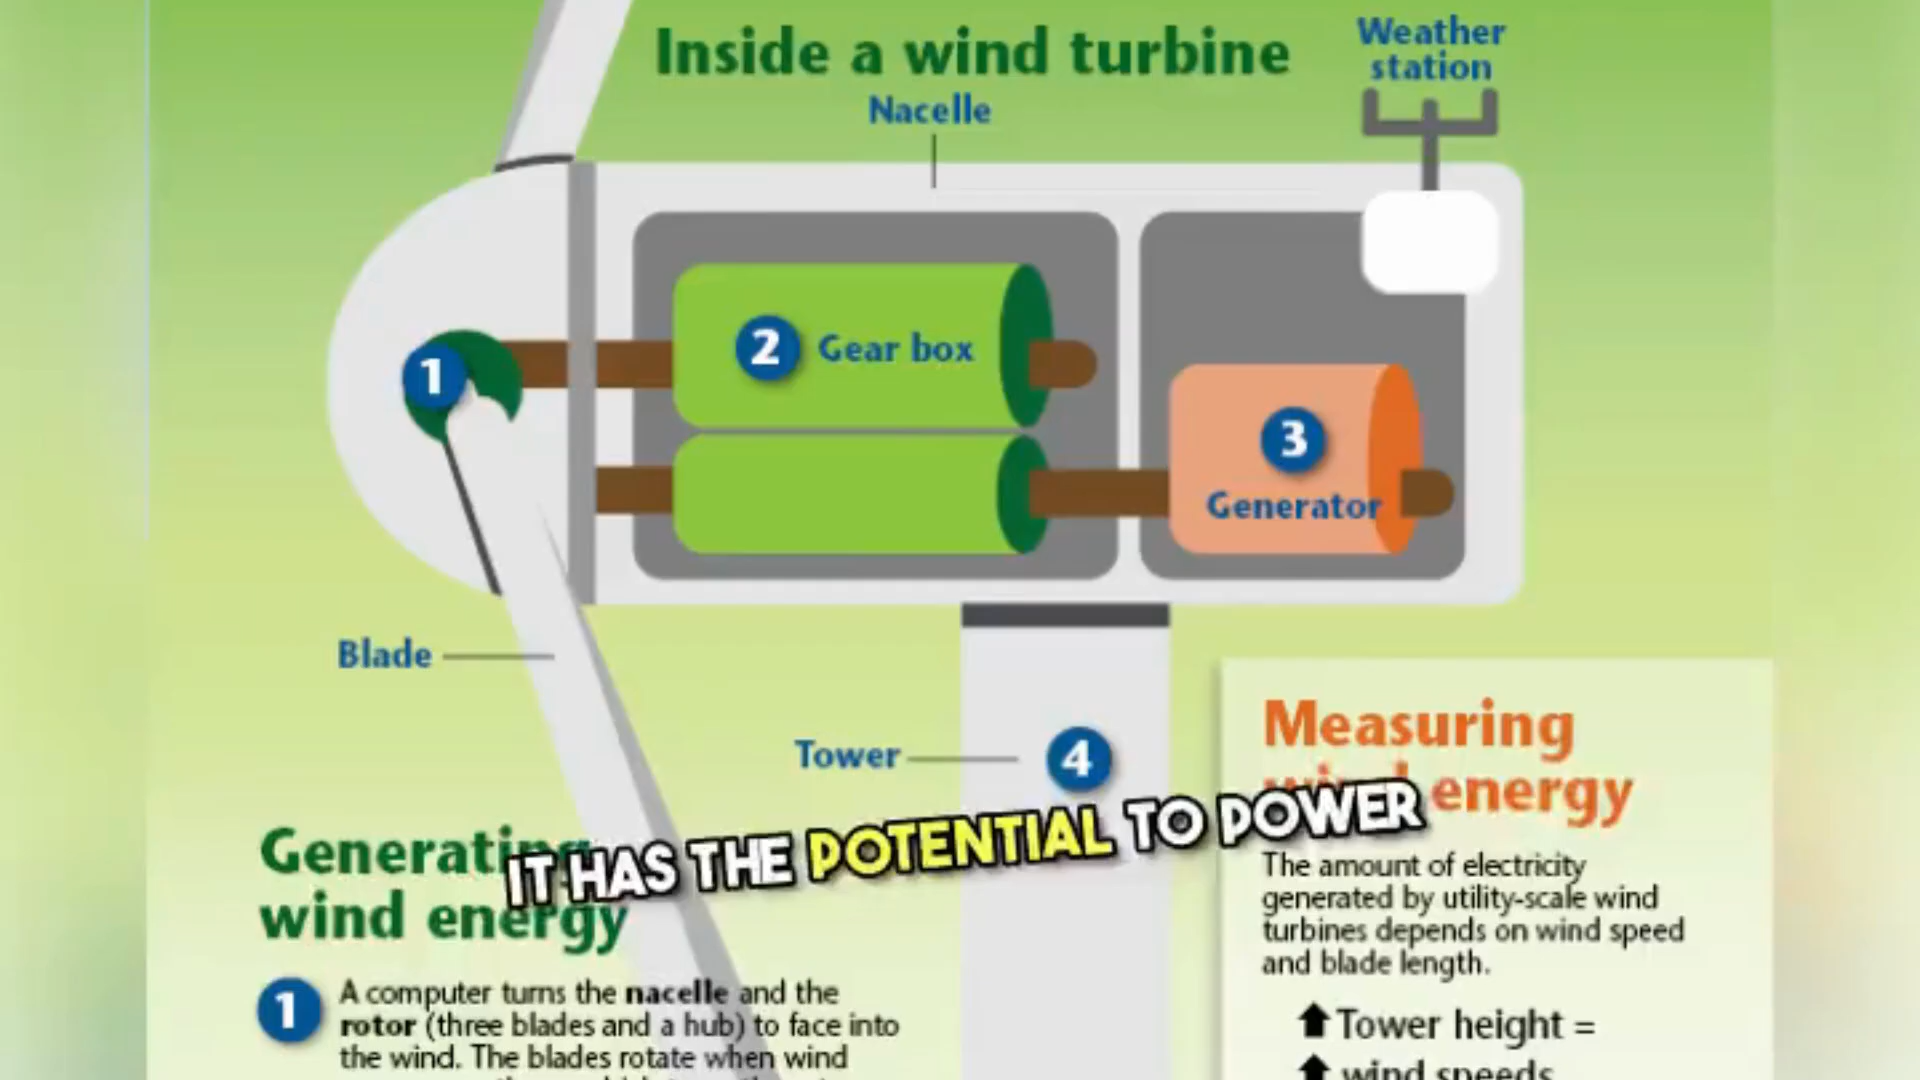 Inside a wind turbine
Weather
station
Nacelle
1
2 Gear box
3
Generator
Blade
Tower
4
Measuring
energy
IT HAS THE POTENTIAL TO POWER
Generating
wind energy
The amount of electricity
generated by utility-scale wind
turbines depends on wind speed
and blade length.
1
A computer turns the nacelle and the
rotor (three blades and a hub) to face into
the wind. The blades rotate when wind
Tower height =
wind speeds